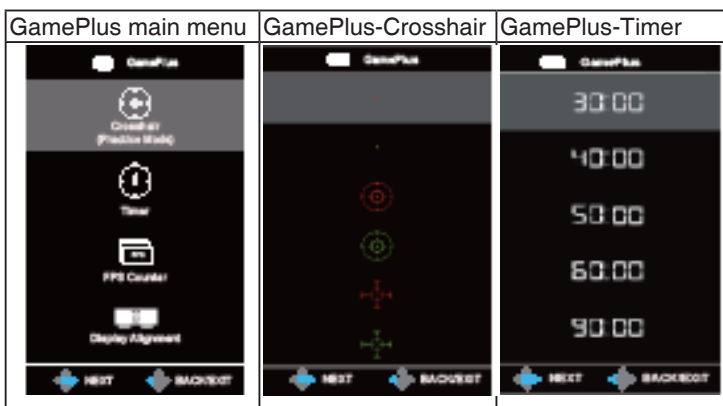 GamePlus main menu
GamePlus-Crosshair
GamePlus-Timer
GamePlus
Crosshair
(Practice Mode)
Timer
FPS Counter
Display Alignment
NEXT BACK/EXIT
GamePlus
NEXT BACK/EXIT
GamePlus
30:00
40:00
50:00
60:00
90:00
NEXT BACK/EXIT